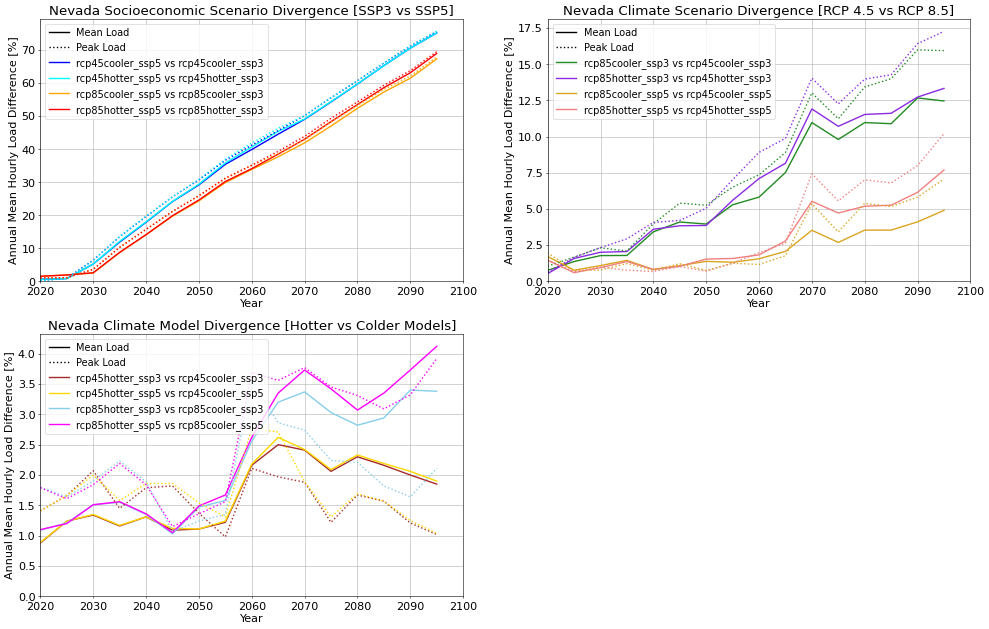 Nevada Socioeconomic Scenario Divergence [SSP3 vs SSP5]
Annual Mean Hourly Load Difference [%]
70
60
50
40
30
20
10
0
Mean Load
Peak Load
rcp45cooler_ssp5 vs rcp45cooler_ssp3
rcp45hotter_ssp5 vs rcp45hotter_ssp3
rcp85cooler_ssp5 vs rcp85cooler_ssp3
rcp85hotter_ssp5 vs rcp85hotter_ssp3
2020 2030 2040 2050 2060 2070 2080 2090 2100
Year
Nevada Climate Scenario Divergence [RCP 4.5 vs RCP 8.5]
Annual Mean Hourly Load Difference [%]
17.5
15.0
12.5
10.0
7.5
5.0
2.5
0.0
Mean Load
Peak Load
rcp85cooler_ssp3 vs rcp45cooler_ssp3
rcp85hotter_ssp3 vs rcp45hotter_ssp3
rcp85cooler_ssp5 vs rcp45cooler_ssp5
rcp85hotter_ssp5 vs rcp45hotter_ssp5
2020 2030 2040 2050 2060 2070 2080 2090 2100
Year
Nevada Climate Model Divergence [Hotter vs Colder Models]
Annual Mean Hourly Load Difference [%]
4.0
3.5
3.0
2.5
2.0
1.5
1.0
0.5
0.0
Mean Load
Peak Load
rcp45hotter_ssp3 vs rcp45cooler_ssp3
rcp45hotter_ssp5 vs rcp45cooler_ssp5
rcp85hotter_ssp3 vs rcp85cooler_ssp3
rcp85hotter_ssp5 vs rcp85cooler_ssp5
2020 2030 2040 2050 2060 2070 2080 2090 2100
Year